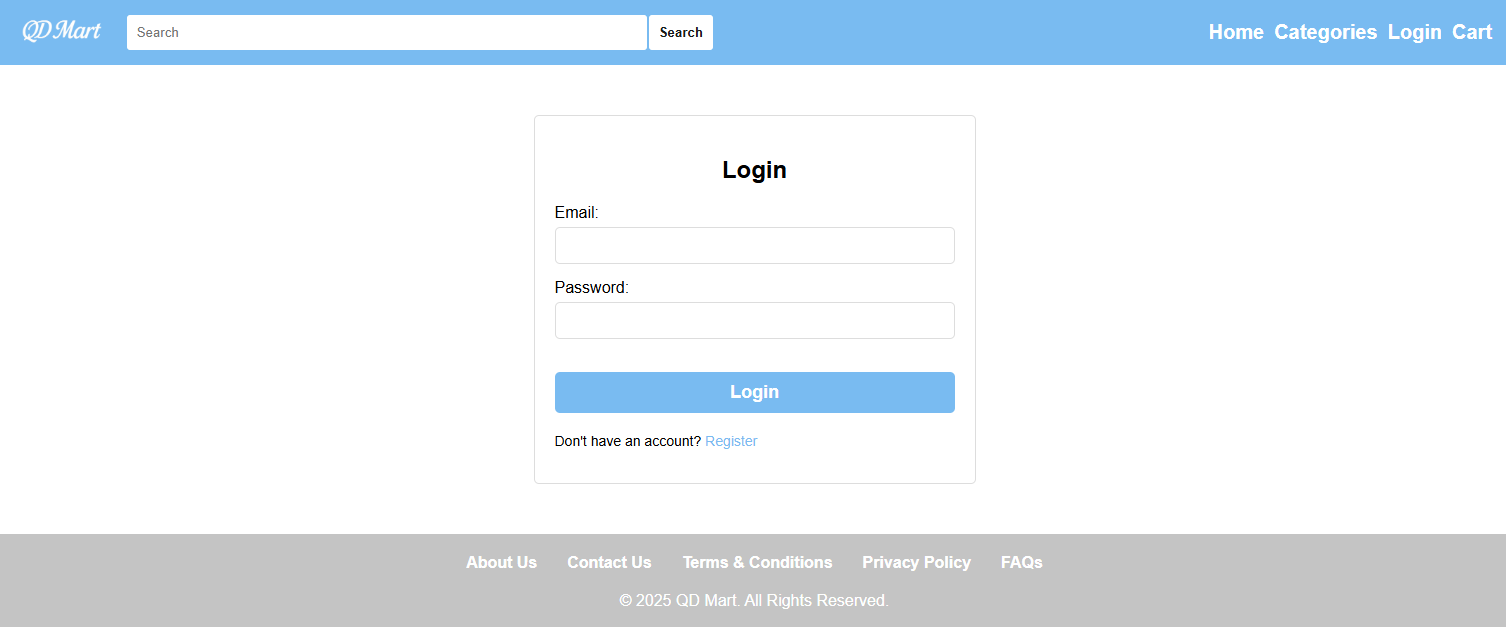 QD Mart Search Search Home Categories Login Cart
Login
Email:
Password:
Login
Don't have an account? Register
About Us Contact Us Terms & Conditions Privacy Policy FAQs
© 2025 QD Mart. All Rights Reserved.